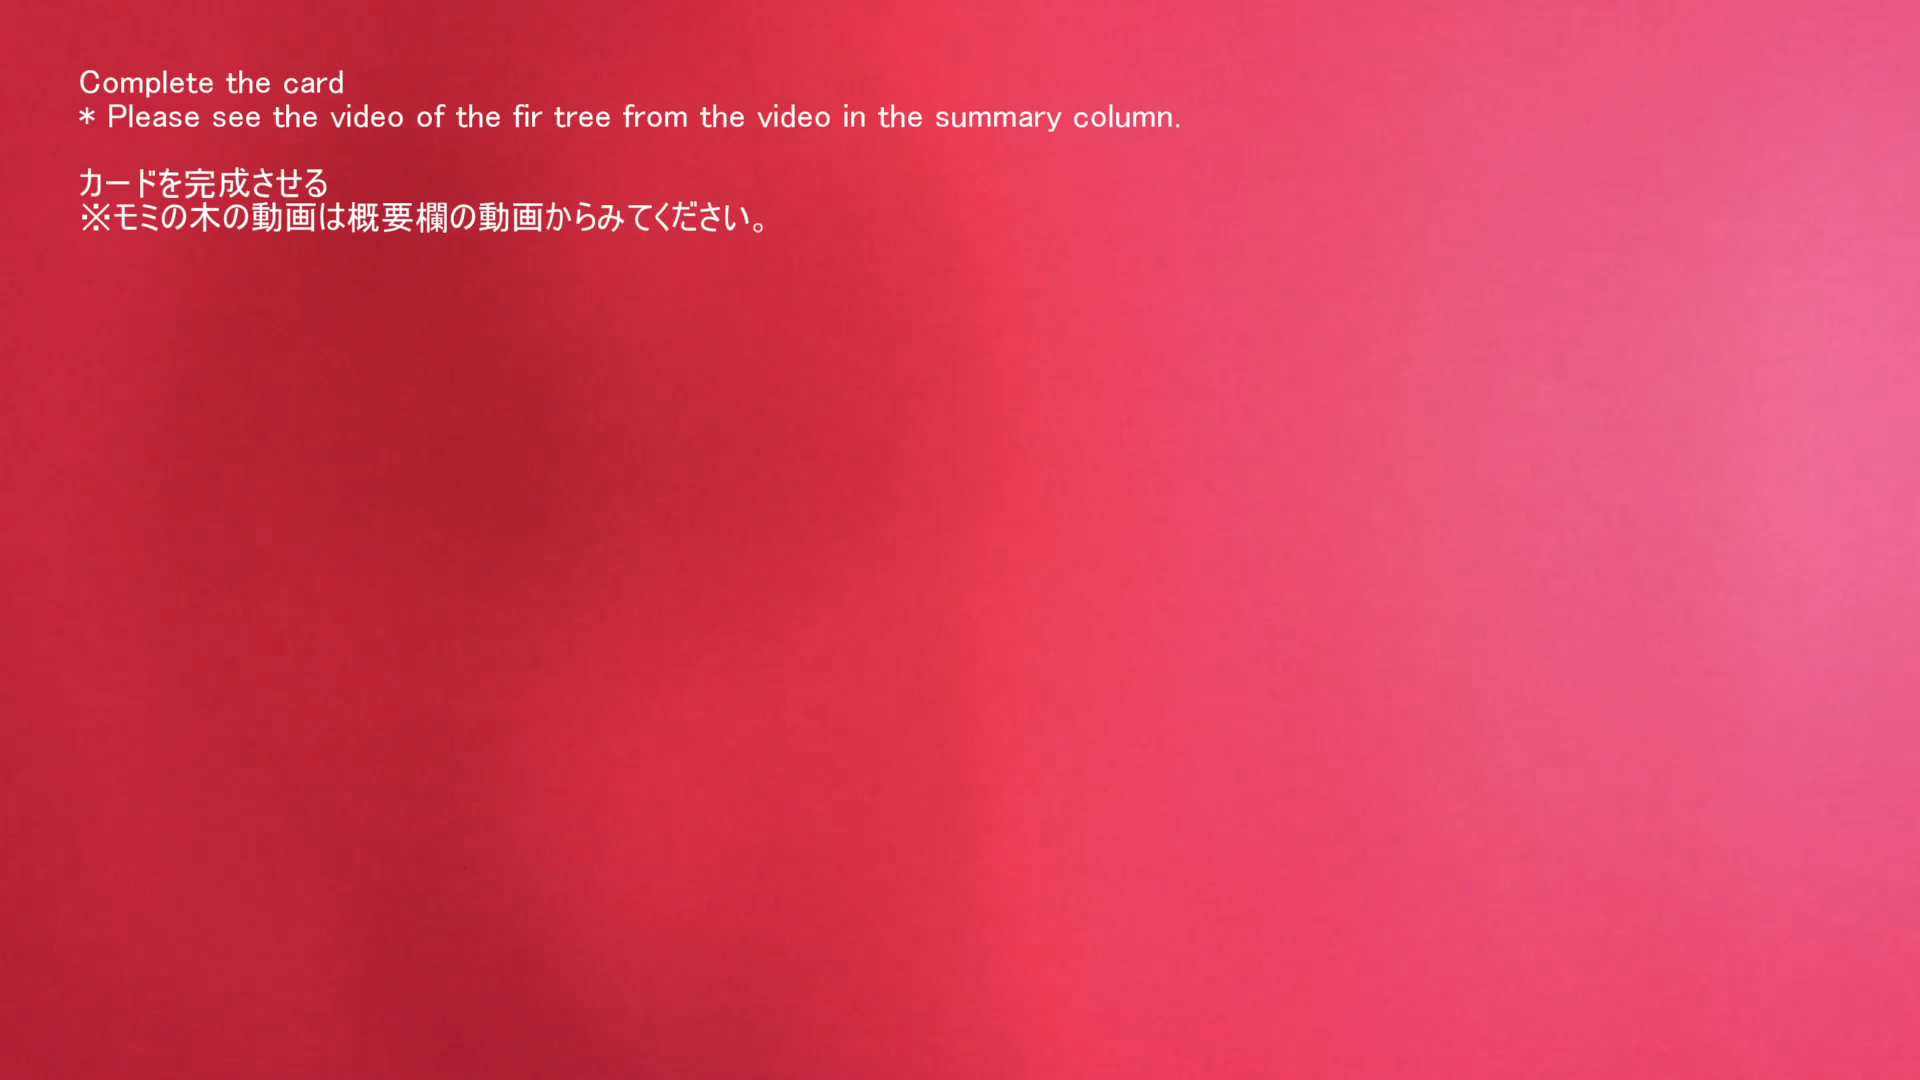 Complete the card
* Please see the video of the fir tree from the video in the summary column.
カードを完成させる
※モミの木の動画は概要欄の動画からみてください。